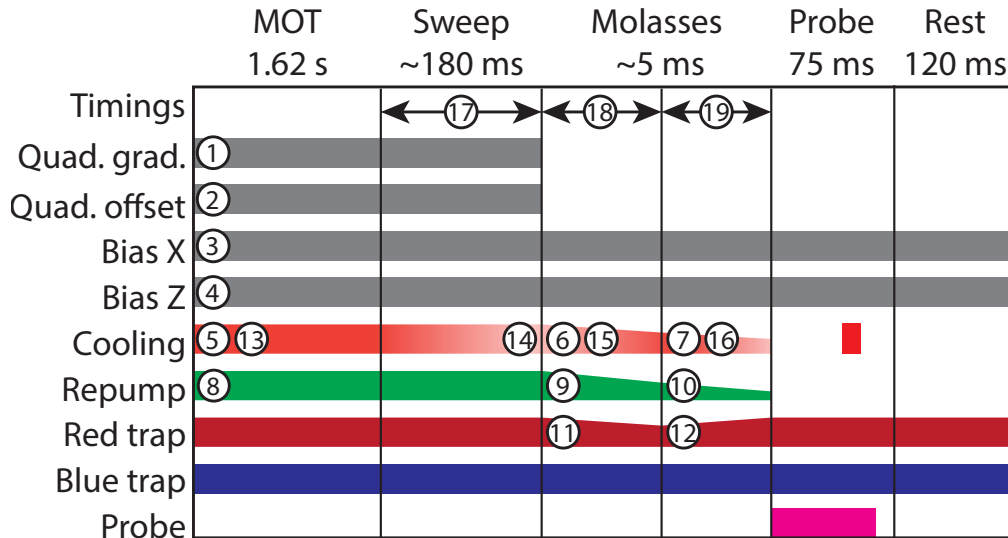 MOT Sweep Molasses Probe Rest
1.62 s ~180 ms ~5 ms 75 ms 120 ms
Timings 17 18 19
Quad. grad. 1
Quad. offset 2
Bias X 3
Bias Z 4
Cooling 5 13 14 6 15 7 16
Repump 8 9 10
Red trap 11 12
Blue trap
Probe